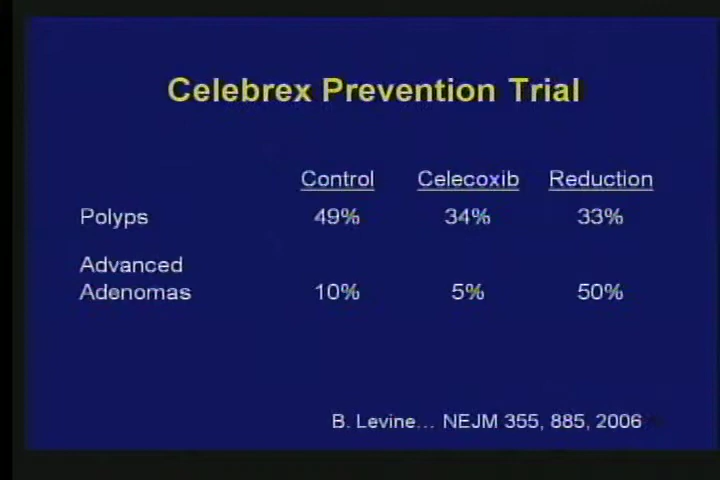 Celebrex Prevention Trial
Control Celecoxib Reduction
Polyps 49% 34% 33%
Advanced
Adenomas 10% 5% 50%
B. Levine... NEJM 355, 885, 2006